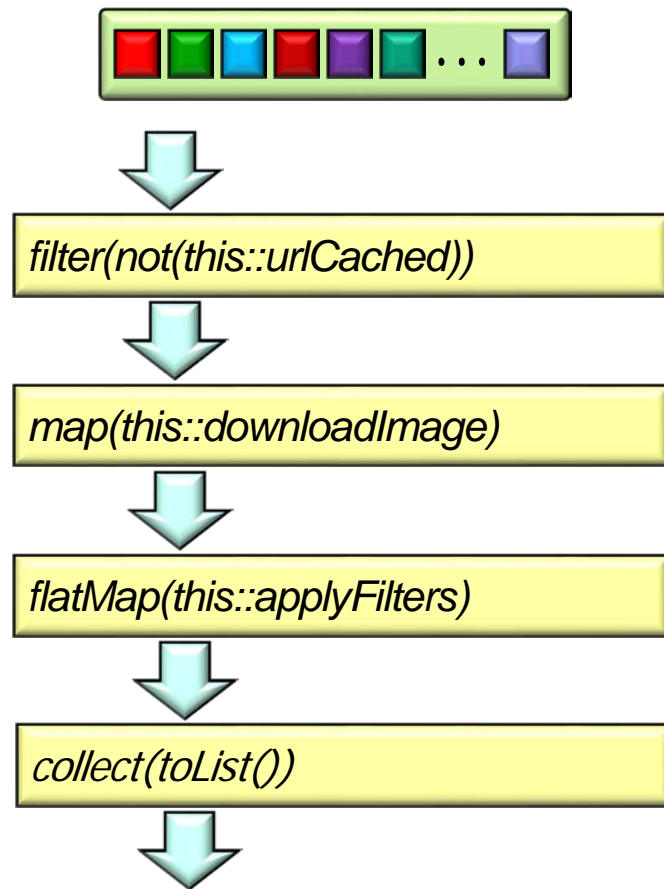 ...
filter(not(this::urlCached))
map(this::downloadImage)
flatMap(this::applyFilters)
collect(toList())